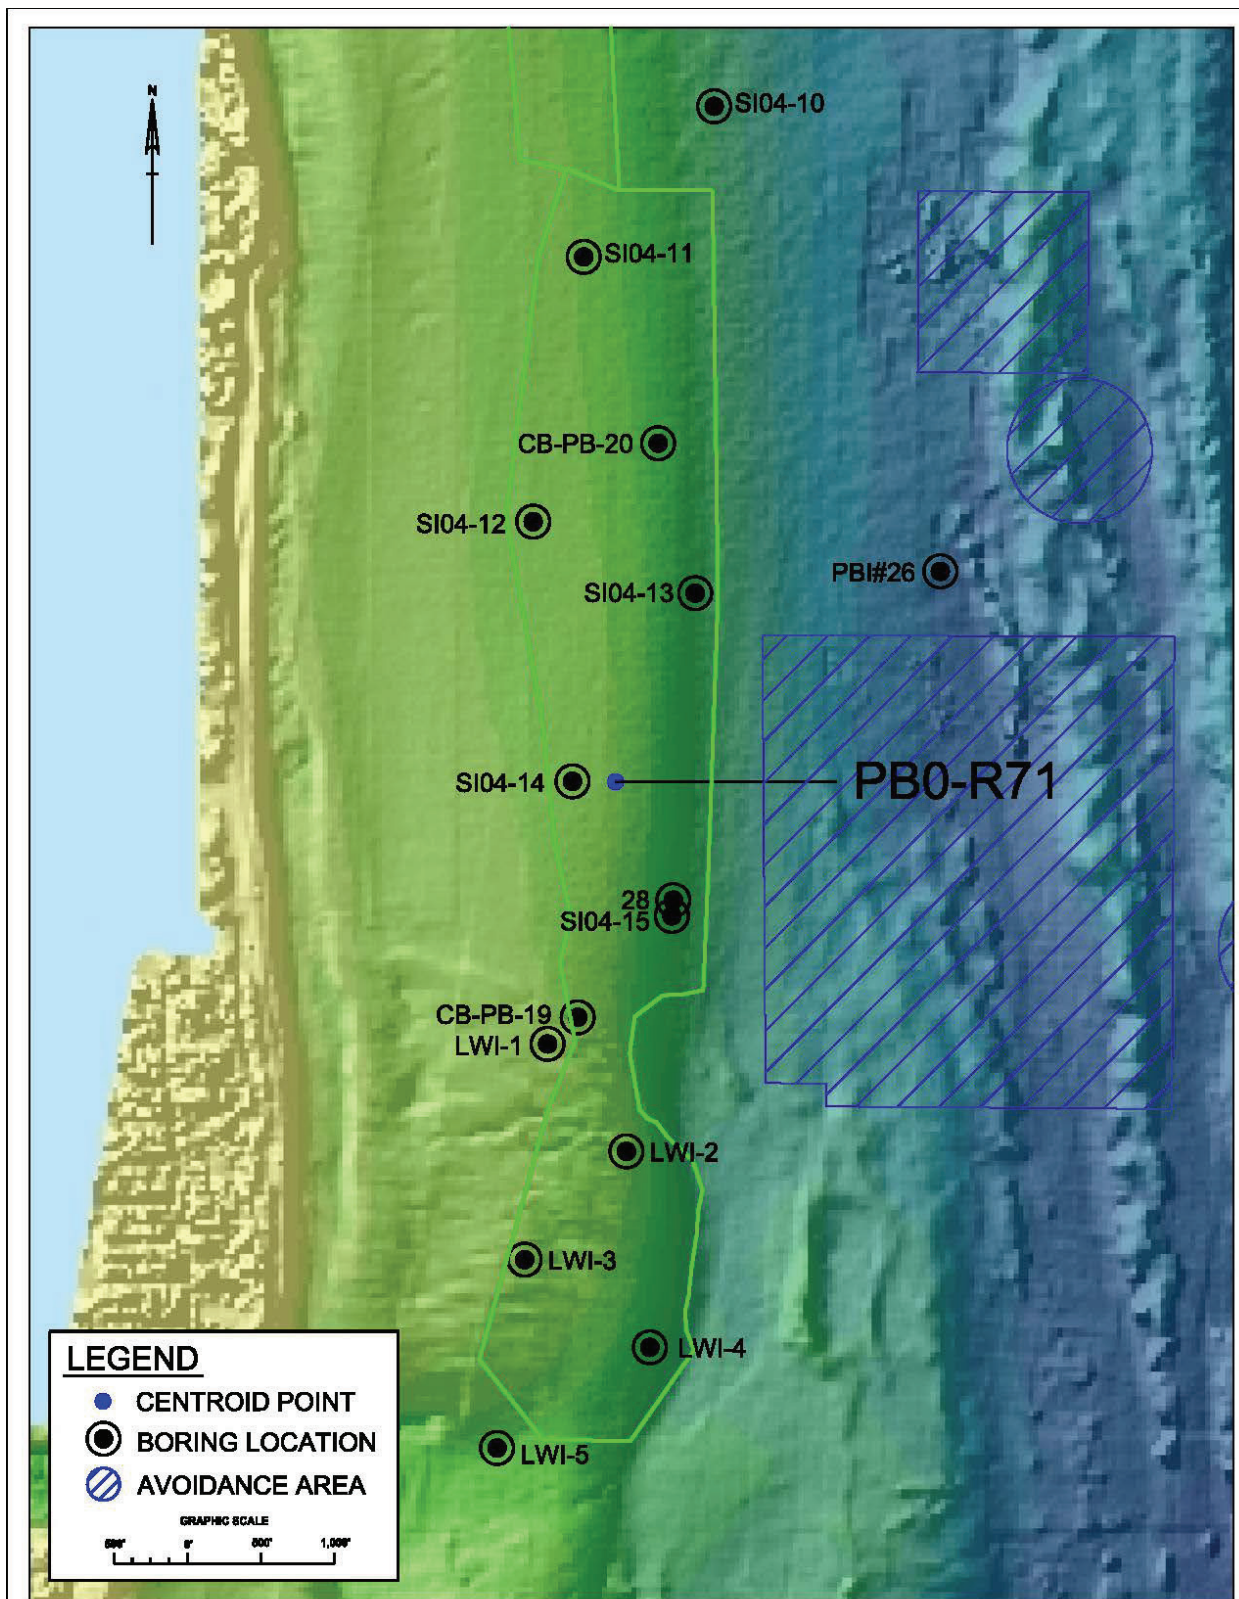 N
SI04-10
SI04-11
CB-PB-20
SI04-12
PBI#26
SI04-13
SI04-14
PB0-R71
28
SI04-15
CB-PB-19
LWI-1
LWI-2
LWI-3
LWI-4
LWI-5
LEGEND
CENTROID POINT
BORING LOCATION
AVOIDANCE AREA
GRAPHIC SCALE
500' 0' 500' 1,000'